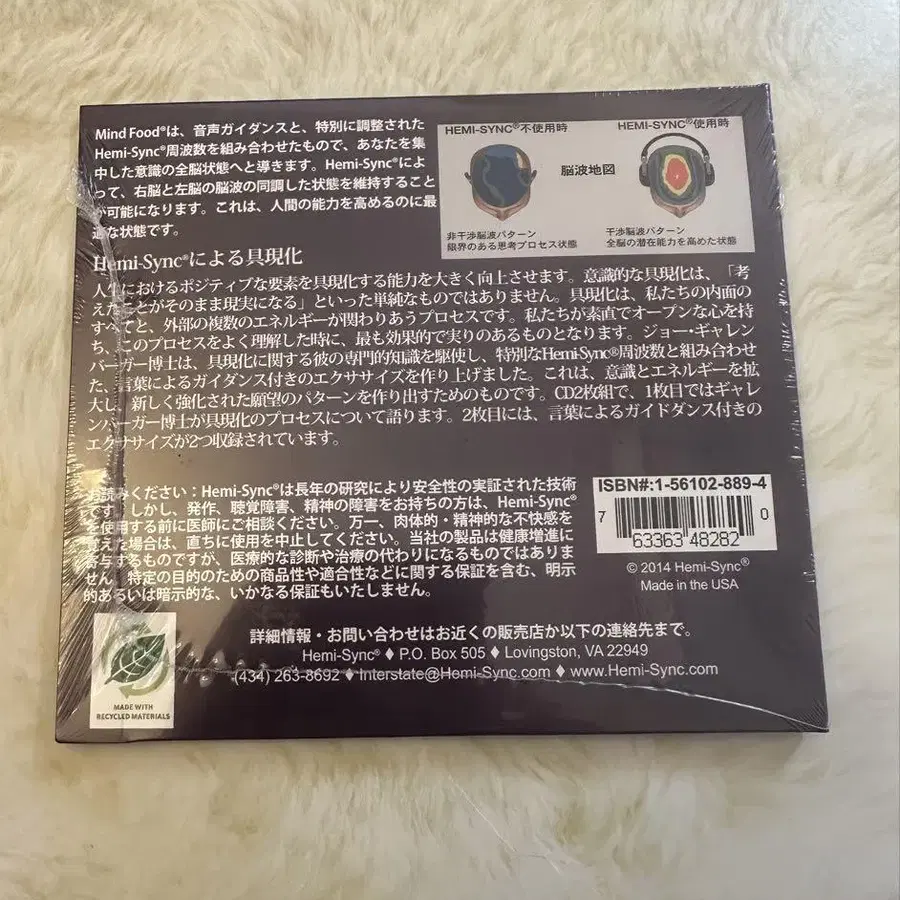 Mind Food®は、音声ガイダンスと、特別に調整された
Hemi-Sync®周波数を組み合わせたもので、あなたを集
中した意識の全脳状態へと導きます。Hemi-Sync®によ
って、右脳と左脳の脳波の同調した状態を維持すること
が可能になります。これは、人間の能力を高めるのに最
適な状態です。
HEMI-SYNC®不使用時
HEMI-SYNC®使用時
脳波地図
非干渉脳波パターン
限界のある思考プロセス状態
干渉脳波パターン
全脳の潜在能力を高めた状態
Hemi-Sync®による具現化
人生におけるポジティブな要素を具現化する能力を大きく向上させます。意識的な具現化は、「考
えたことがそのまま現実になる」といった単純なものではありません。具現化は、私たちの内面の
すべてと、外部の複数のエネルギーが関わりあうプロセスです。私たちが素直でオープンな心を持
ち、このプロセスをよく理解した時に、最も効果的で実りのあるものとなります。ジョー・ギャレン
バーガー博士は、具現化に関する彼の専門的知識を駆使し、特別なHemi-Sync®周波数と組み合わせ
た、言葉によるガイダンス付きのエクササイズを作り上げました。これは、意識とエネルギーを拡
大し、新しく強化された願望のパターンを作り出すためのものです。CD2枚組で、1枚目ではギャレ
ンバーガー博士が具現化のプロセスについて語ります。2枚目には、言葉によるガイドダンス付きの
エクササイズが2つ収録されています。
お読みください：Hemi-Sync®は長年の研究により安全性の実証された技術
です。しかし、発作、聴覚障害、精神の障害をお持ちの方は、Hemi-Sync®
を使用する前に医師にご相談ください。万一、肉体的・精神的な不快感を
覚えた場合は、直ちに使用を中止してください。当社の製品は健康増進に
寄与するものですが、医療的な診断や治療の代わりになるものではありま
せん。特定の目的のための商品性や適合性などに関する保証を含む、明示
的あるいは暗示的な、いかなる保証もいたしません。
ISBN#:1-56102-889-4
7 63363 48282 0
© 2014 Hemi-Sync®
Made in the USA
詳細情報・お問い合わせはお近くの販売店か以下の連絡先まで。
Hemi-Sync® ♦ P.O. Box 505 ♦ Lovingston, VA 22949
(434) 263-8692 ♦ Interstate@Hemi-Sync.com ♦ www.Hemi-Sync.com
MADE WITH
RECYCLED MATERIALS